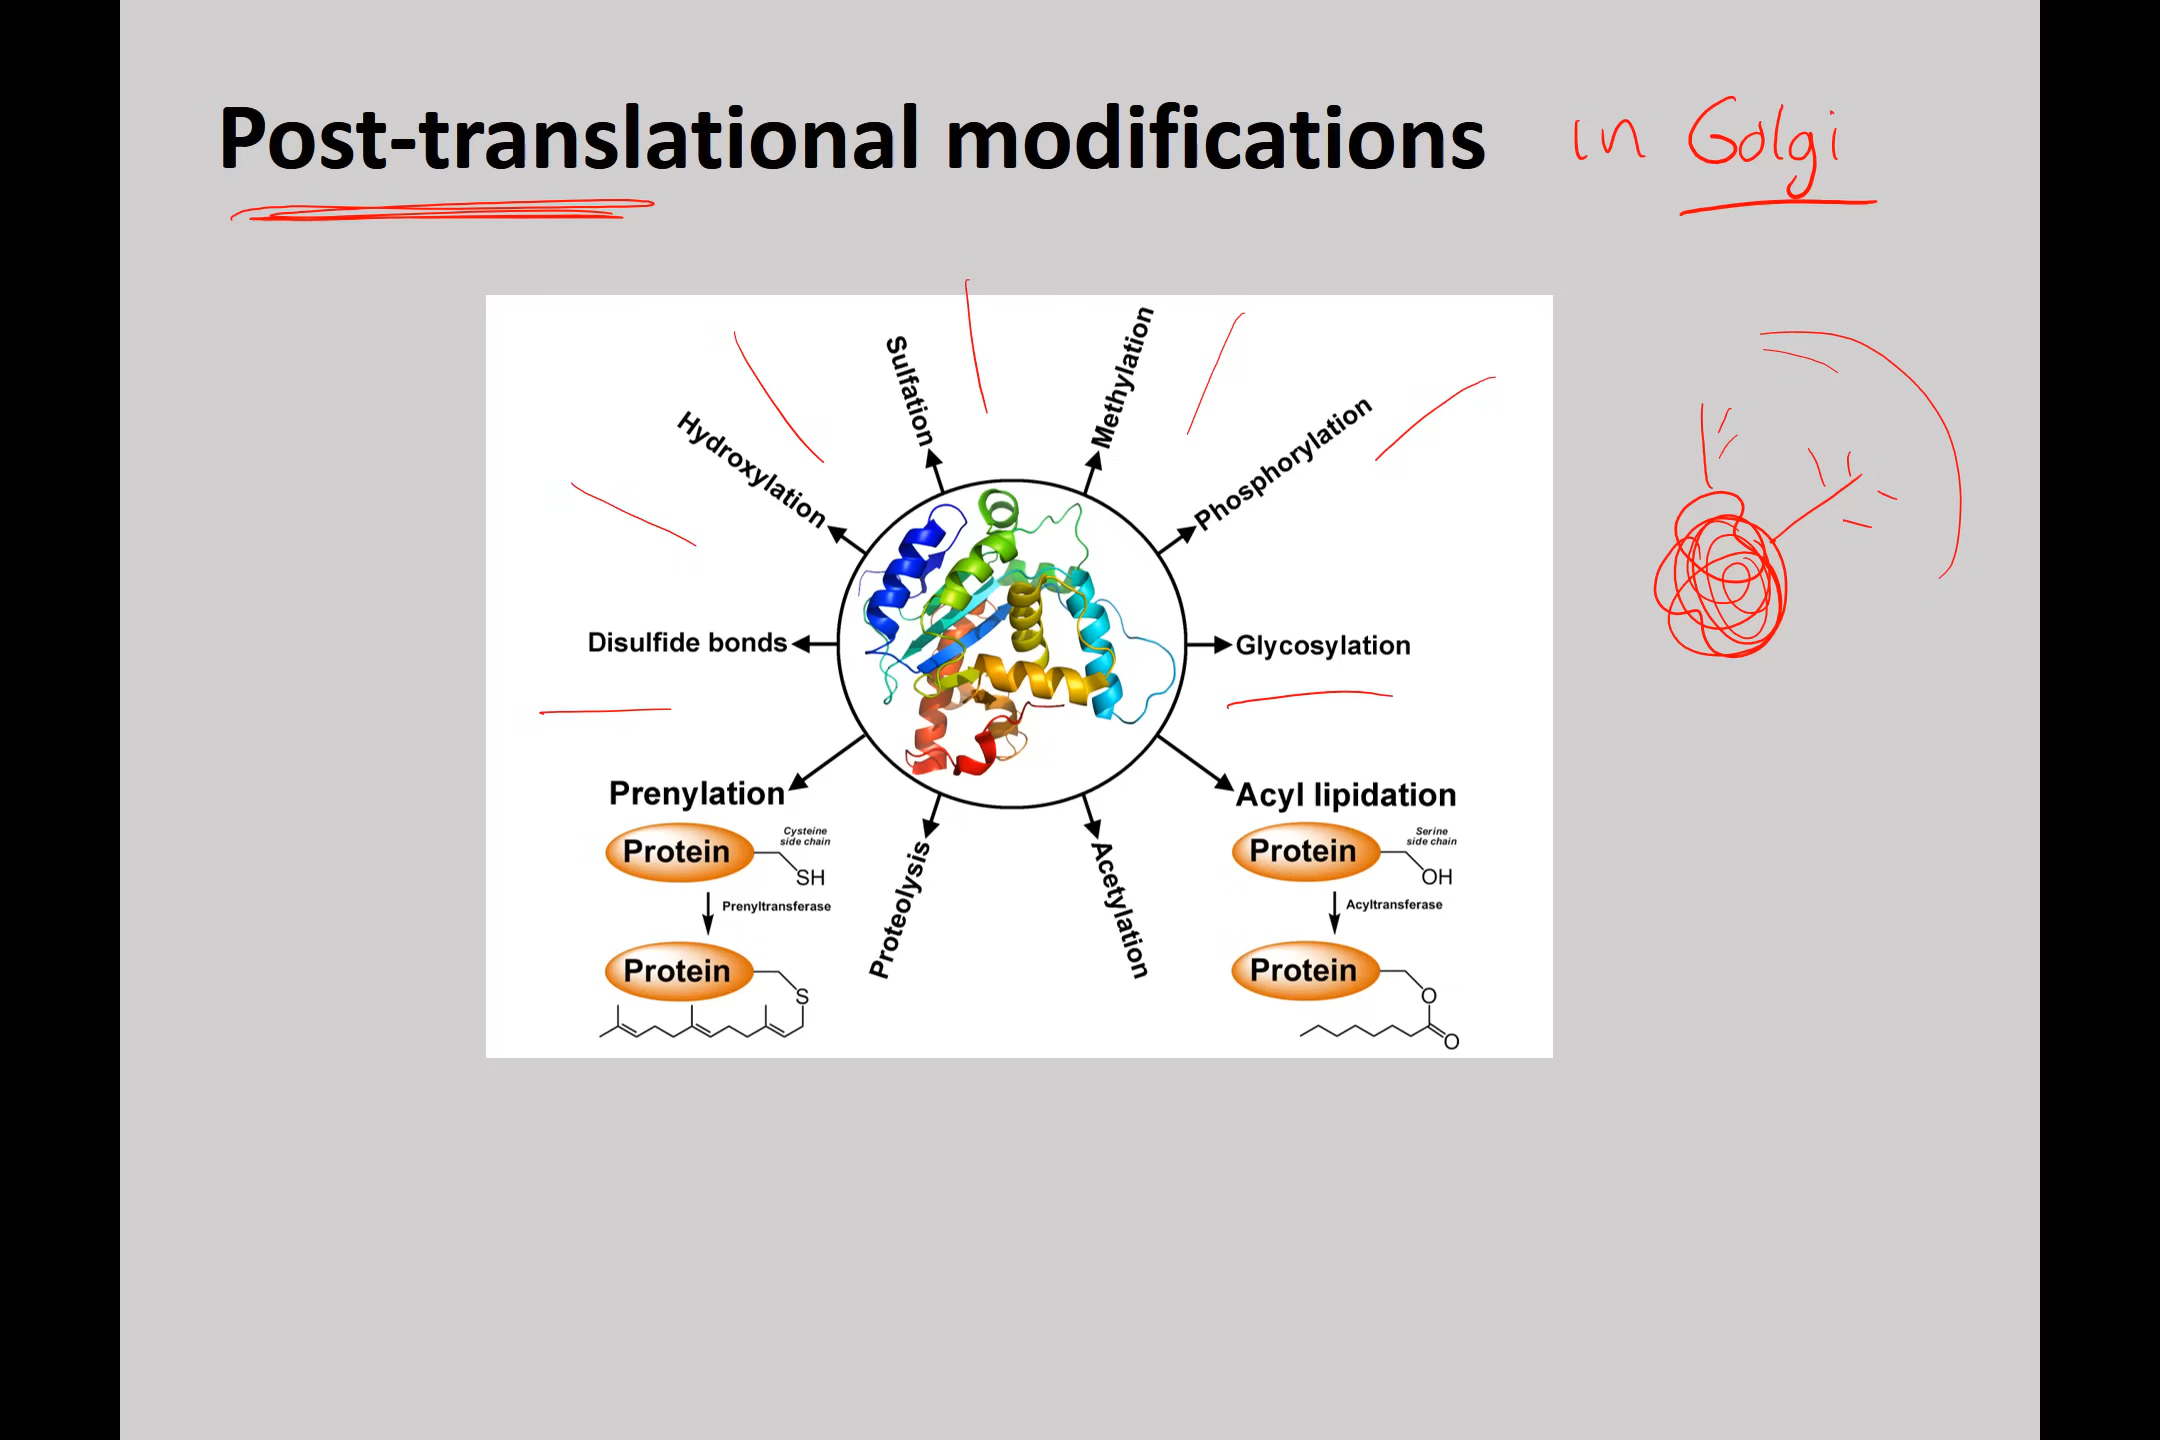 Post-translational modifications in Golgi
Sulfation
Methylation
Hydroxylation
Phosphorylation
Disulfide bonds
Glycosylation
Prenylation
Protein
Cysteine
side chain
SH
Prenyltransferase
Protein
S
Proteolysis
Acetylation
Acyl lipidation
Protein
Serine
side chain
OH
Acyltransferase
Protein
O
O